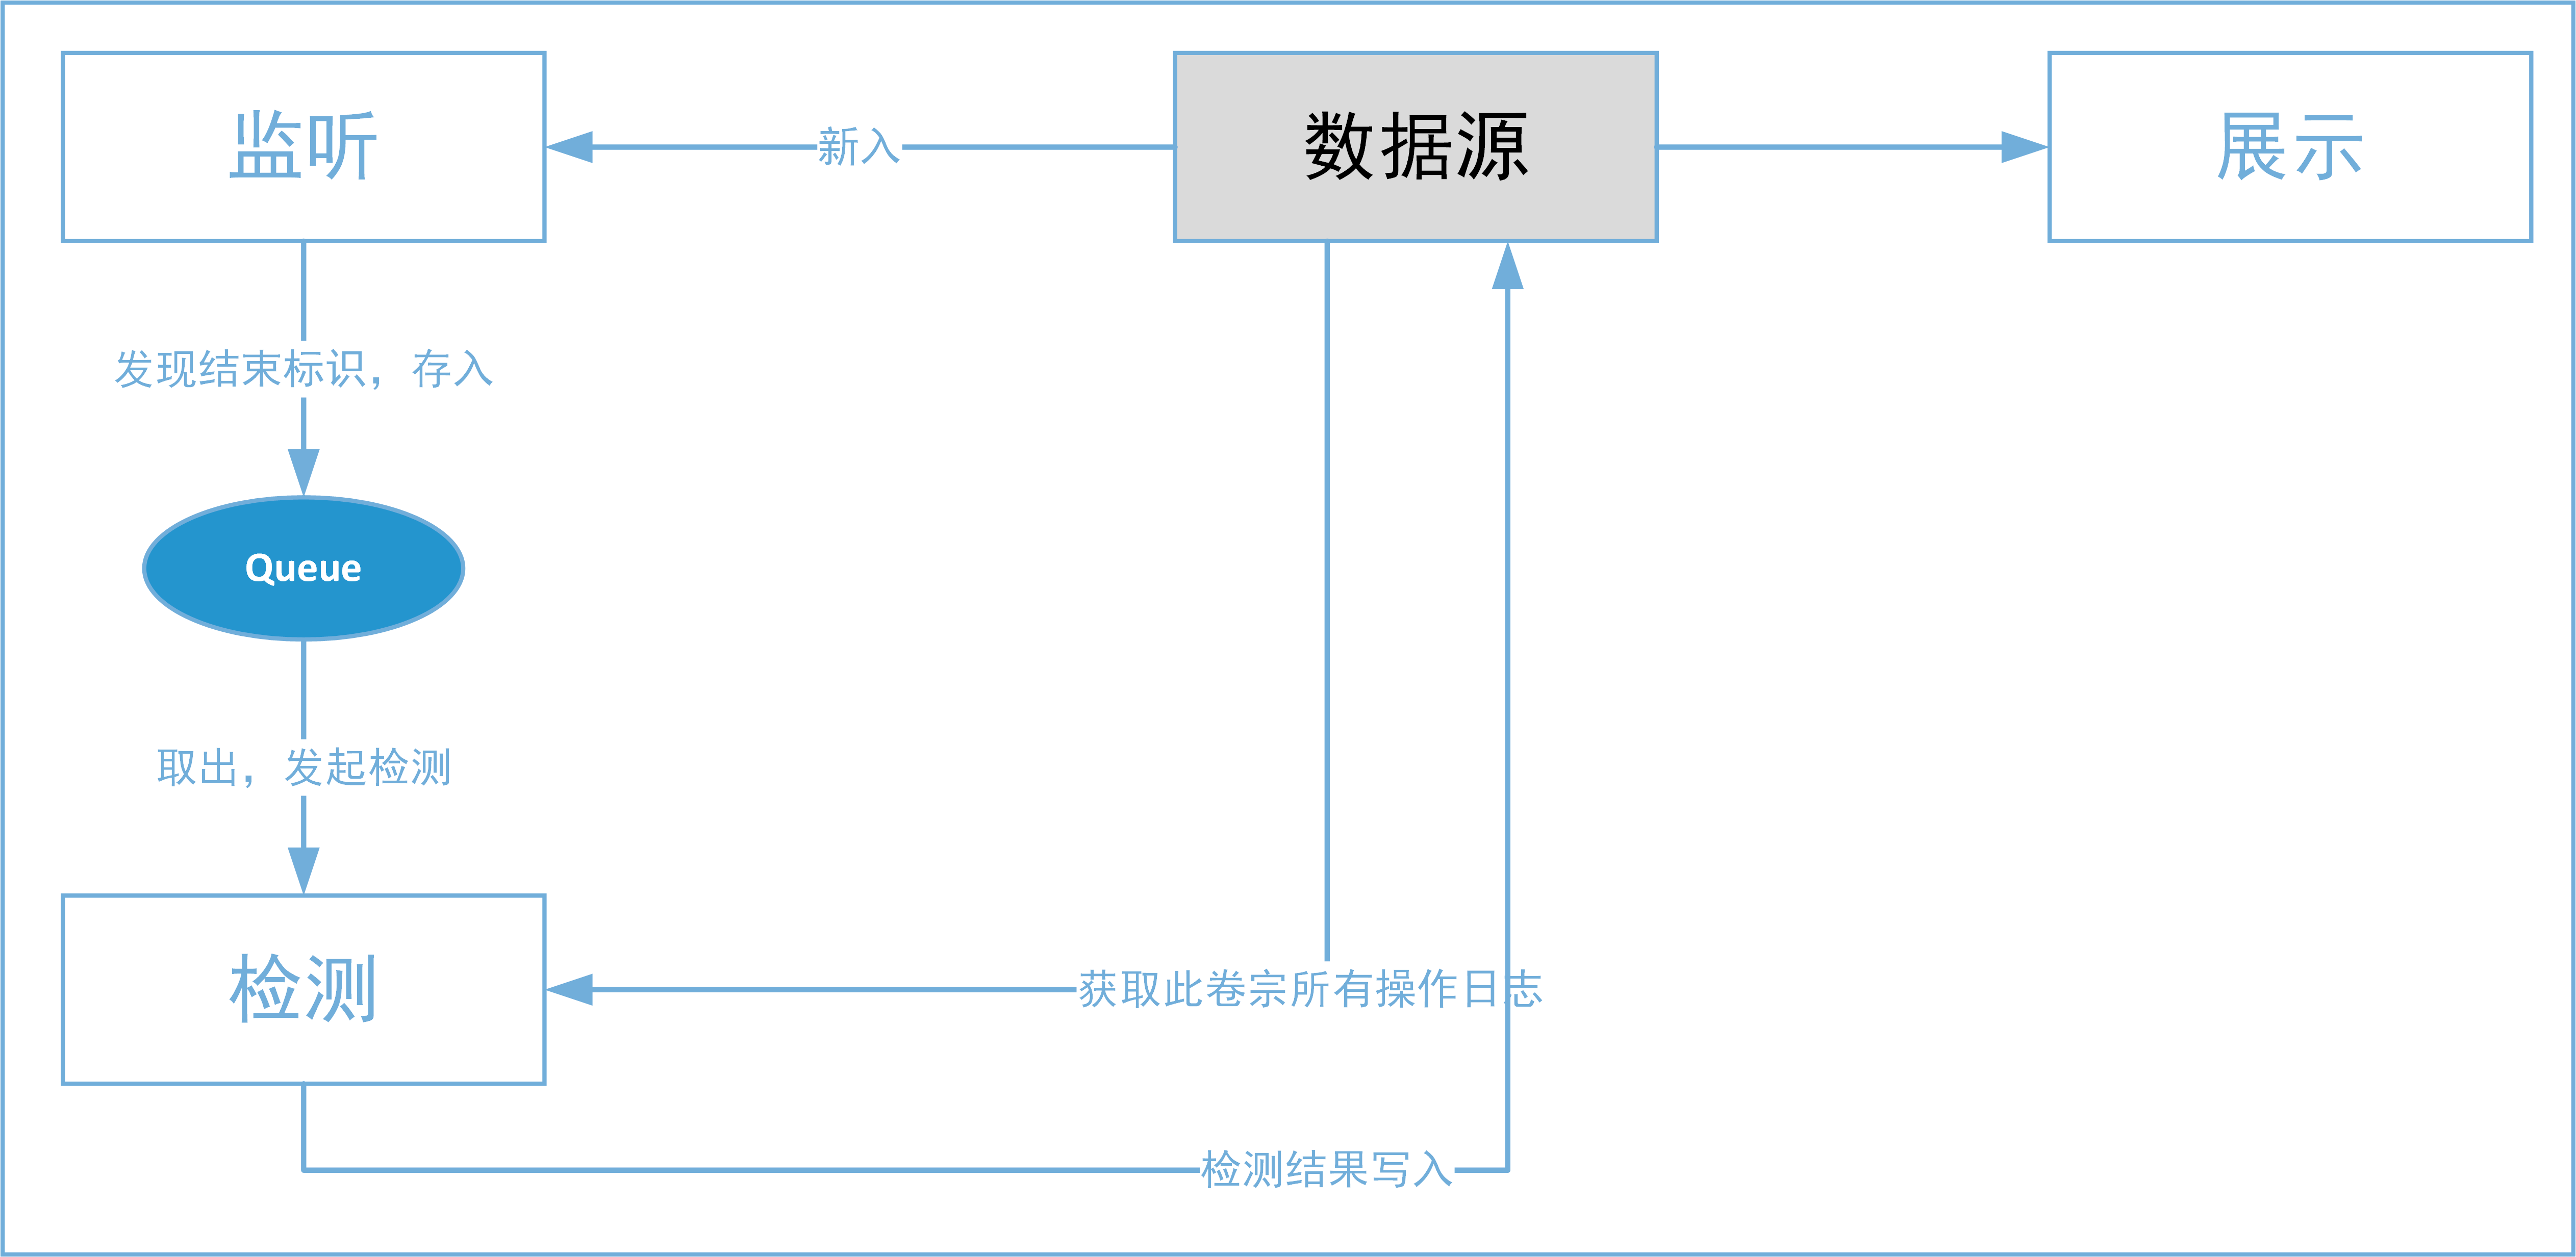 监听
新入
数据源
展示
发现结束标识，存入
Queue
取出，发起检测
检测
获取此卷宗所有操作日志
检测结果写入